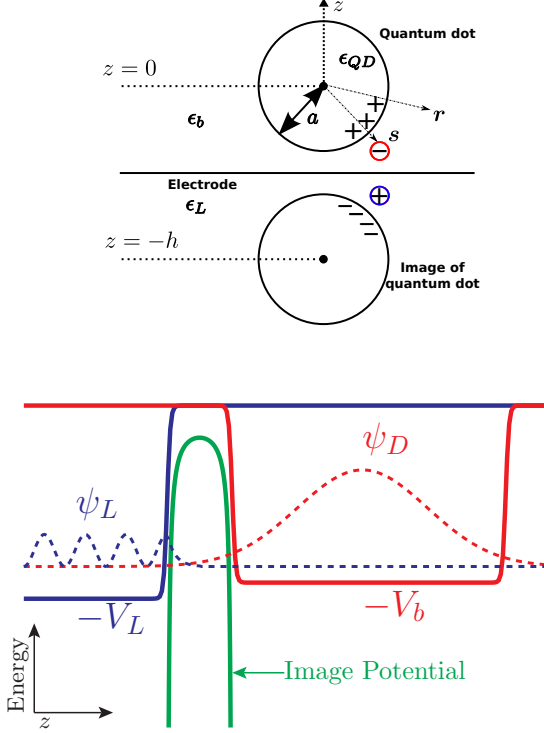 z
Quantum dot
ϵ_QD
z = 0
a
r
ϵ_b
s
Electrode
ϵ_L
z = −h
Image of
quantum dot
ψ_D
ψ_L
−V_L
−V_b
Image Potential
Energy
z